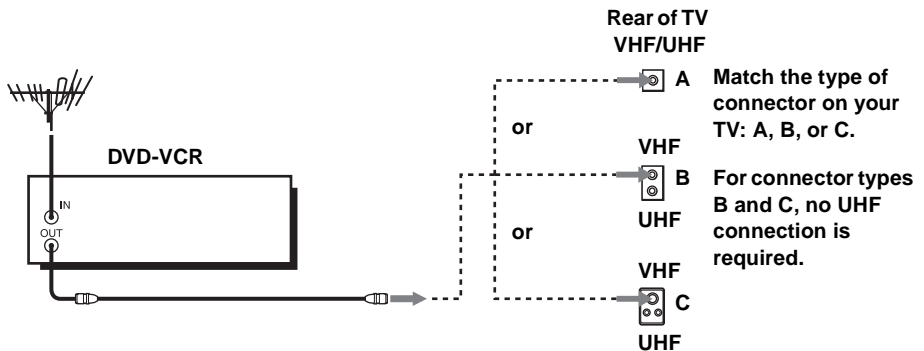 Rear of TV
VHF/UHF
A
Match the type of
connector on your
TV: A, B, or C.
or
VHF
DVD-VCR
B
For connector types
B and C, no UHF
connection is
required.
IN
UHF
OUT
or
VHF
C
UHF